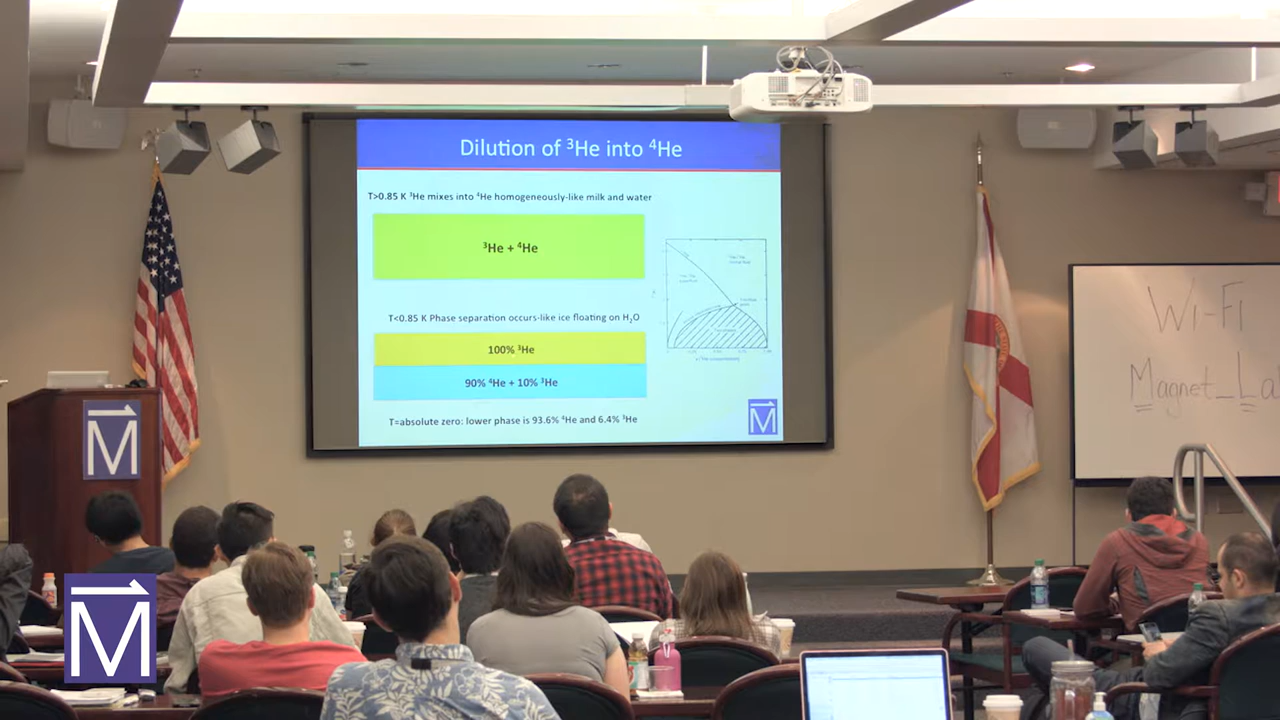 Dilution of ³He into ⁴He
T>0.85 K ³He mixes into ⁴He homogeneously-like milk and water
³He + ⁴He
T<0.85 K Phase separation occurs-like ice floating on H₂O
100% ³He
90% ⁴He + 10% ³He
T=absolute zero: lower phase is 93.6% ⁴He and 6.4% ³He
M
Wi-Fi
Magnet_La
M
M